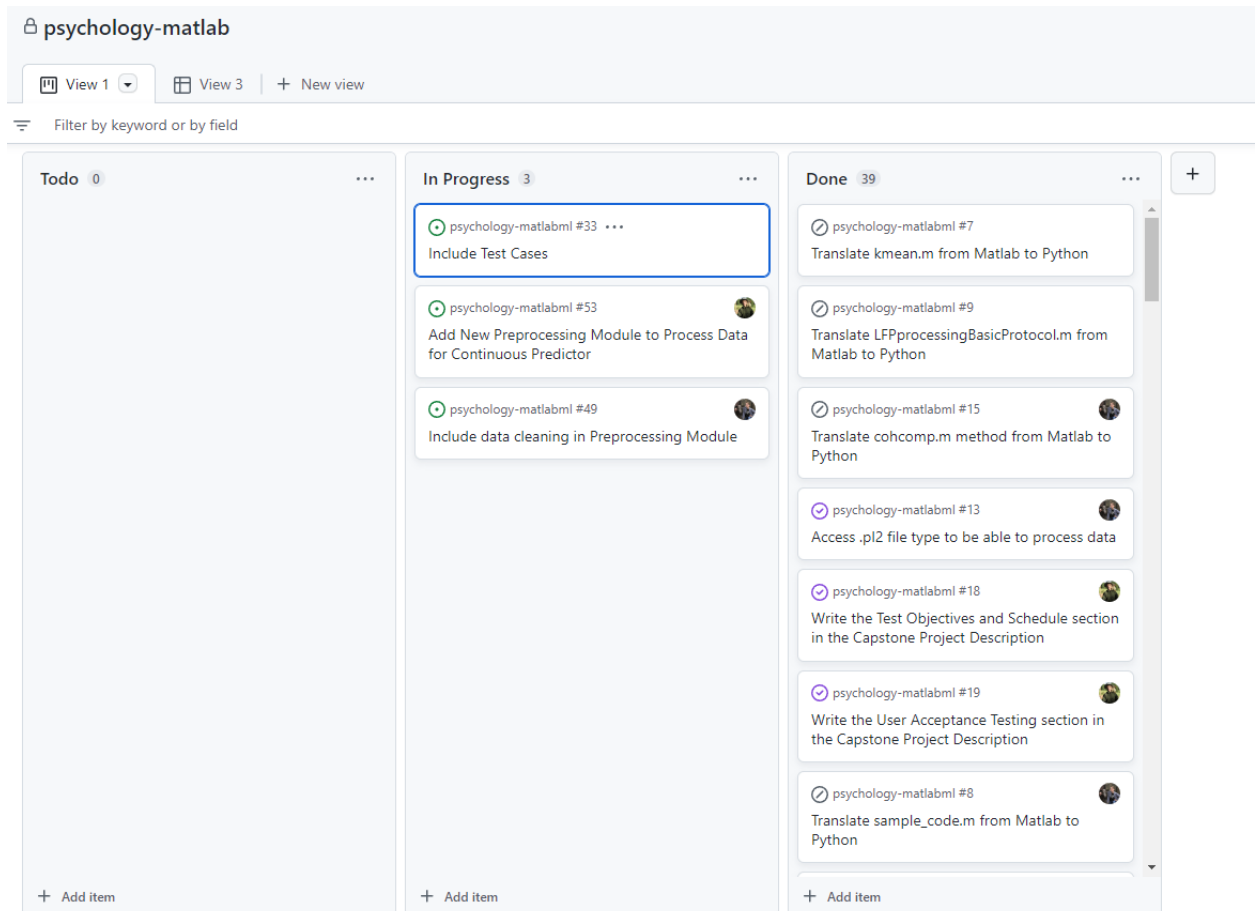 psychology-matlab
View 1
View 3
+ New view
Filter by keyword or by field
Todo 0
+ Add item
In Progress 3
psychology-matlabml #33
Include Test Cases
psychology-matlabml #53
Add New Preprocessing Module to Process Data
for Continuous Predictor
psychology-matlabml #49
Include data cleaning in Preprocessing Module
+ Add item
Done 39
psychology-matlabml #7
Translate kmean.m from Matlab to Python
psychology-matlabml #9
Translate LFPprocessingBasicProtocol.m from
Matlab to Python
psychology-matlabml #15
Translate cohcomp.m method from Matlab to
Python
psychology-matlabml #13
Access .pl2 file type to be able to process data
psychology-matlabml #18
Write the Test Objectives and Schedule section
in the Capstone Project Description
psychology-matlabml #19
Write the User Acceptance Testing section in
the Capstone Project Description
psychology-matlabml #8
Translate sample_code.m from Matlab to
Python
+ Add item
+